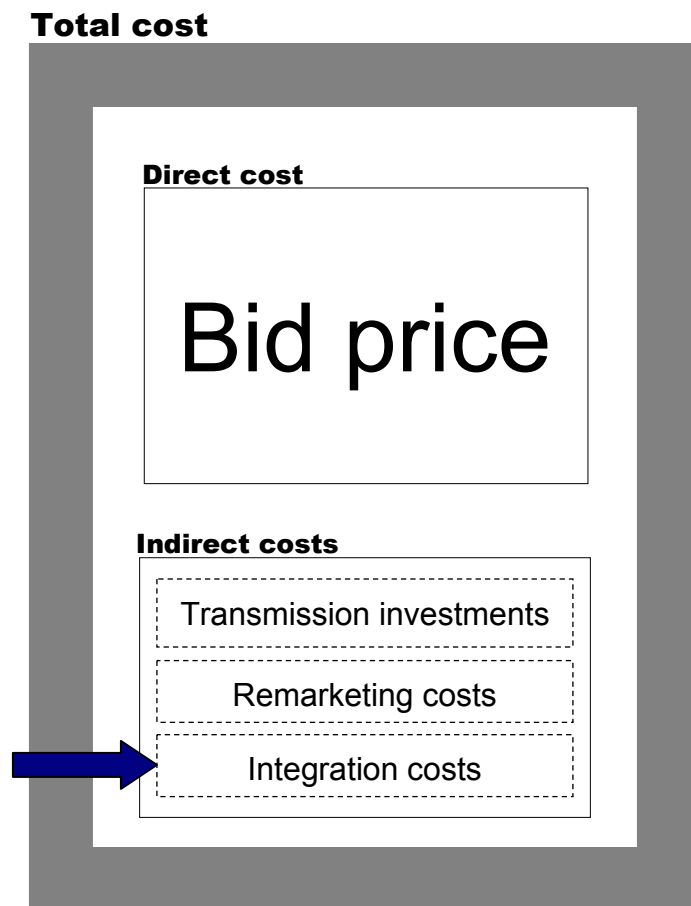 Total cost
Direct cost
Bid price
Indirect costs
Transmission investments
Remarketing costs
Integration costs